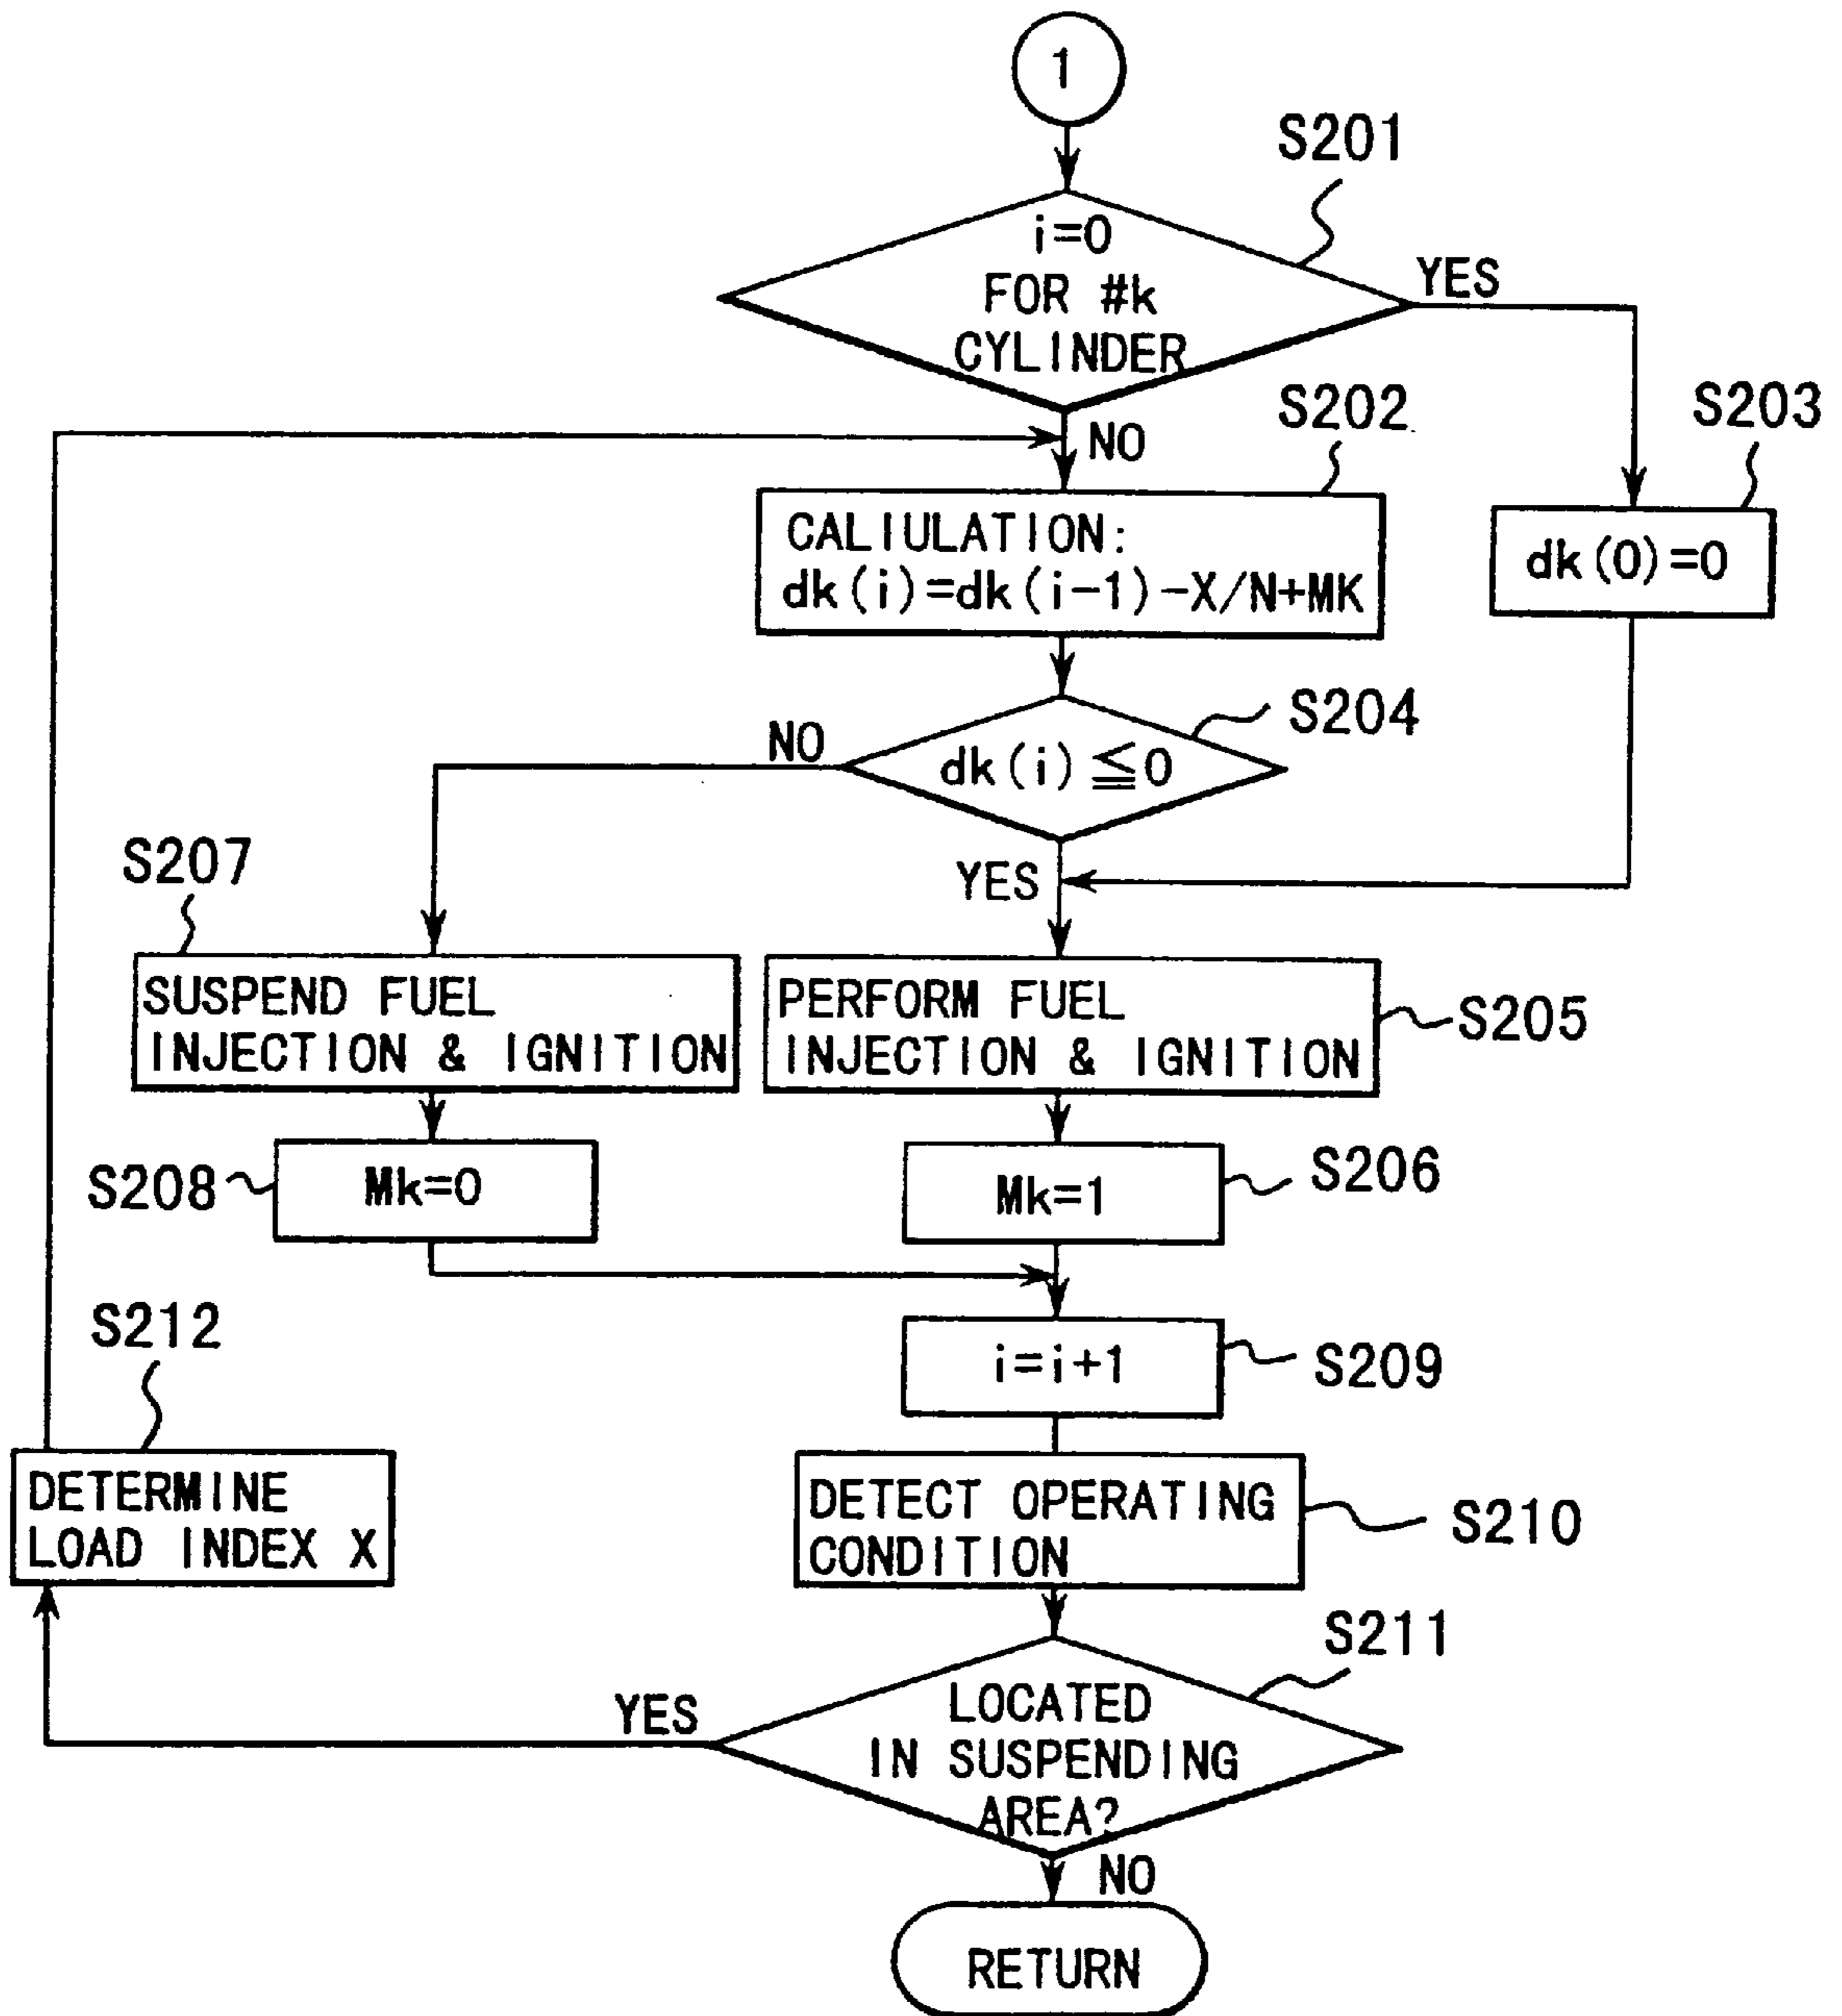 1
S201
i=0
FOR #k
CYLINDER
YES
NO
S202
S203
CALIULATION:
dk(i)=dk(i-1)-X/N+MK
dk(0)=0
S204
NO
dk(i)≦0
YES
S207
SUSPEND FUEL
INJECTION & IGNITION
PERFORM FUEL
INJECTION & IGNITION
S205
S208
Mk=0
Mk=1
S206
S212
i=i+1
S209
DETERMINE
LOAD INDEX X
DETECT OPERATING
CONDITION
S210
S211
YES
LOCATED
IN SUSPENDING
AREA?
NO
RETURN